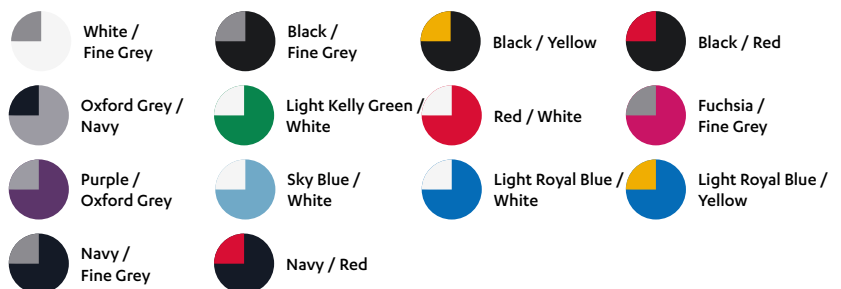 White /
Fine Grey
Black /
Fine Grey
Black / Yellow
Black / Red
Oxford Grey /
Navy
Light Kelly Green /
White
Red / White
Fuchsia /
Fine Grey
Purple /
Oxford Grey
Sky Blue /
White
Light Royal Blue /
White
Light Royal Blue /
Yellow
Navy /
Fine Grey
Navy / Red